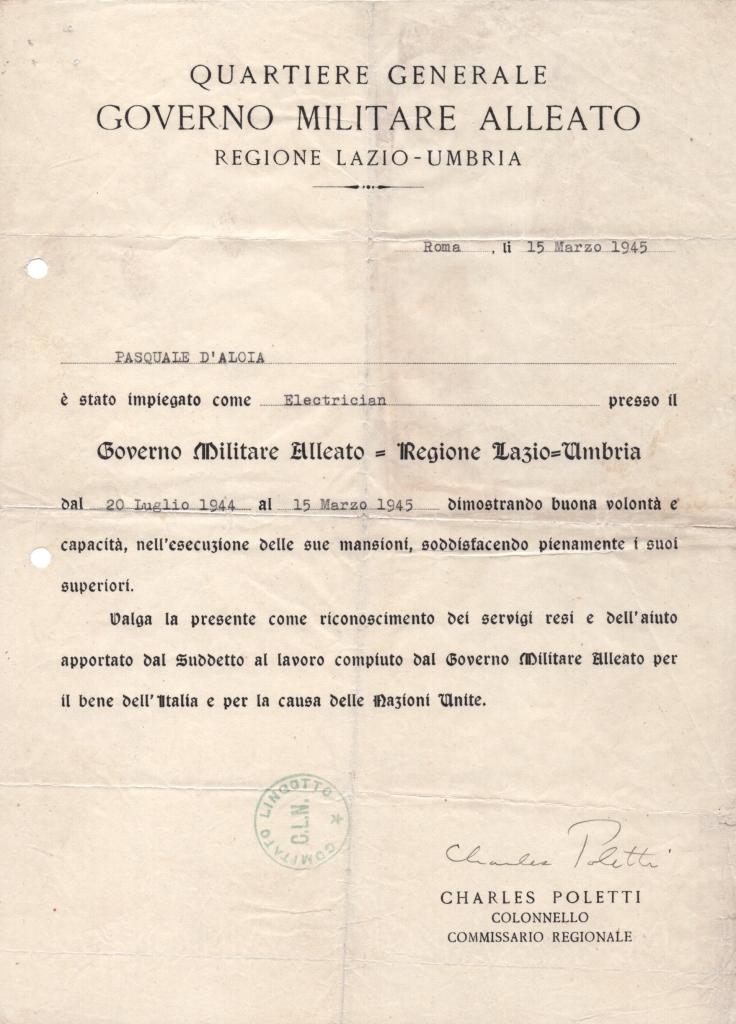 QUARTIERE GENERALE
GOVERNO MILITARE ALLEATO
REGIONE LAZIO-UMBRIA
Roma , li 15 Marzo 1945
PASQUALE D'ALOIA
è stato impiegato come Electrician presso il
Governo Militare Alleato = Regione Lazio=Umbria
dal 20 Luglio 1944 al 15 Marzo 1945 dimostrando buona volontà e
capacità, nell'esecuzione delle sue mansioni, soddisfacendo pienamente i suoi
superiori.
Valga la presente come riconoscimento dei servigi resi e dell'aiuto
apportato dal Suddetto al lavoro compiuto dal Governo Militare Alleato per
il bene dell'Italia e per la causa delle Nazioni Unite.
COMITATO LINGOTTO
C.L.N.
Charles Poletti
CHARLES POLETTI
COLONNELLO
COMMISSARIO REGIONALE